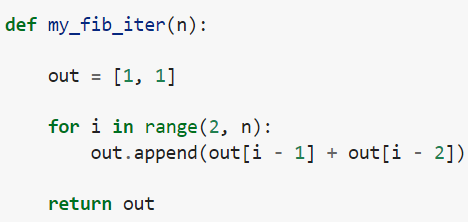 def my_fib_iter(n):
out = [1, 1]
for i in range(2, n):
out.append(out[i - 1] + out[i - 2])
return out